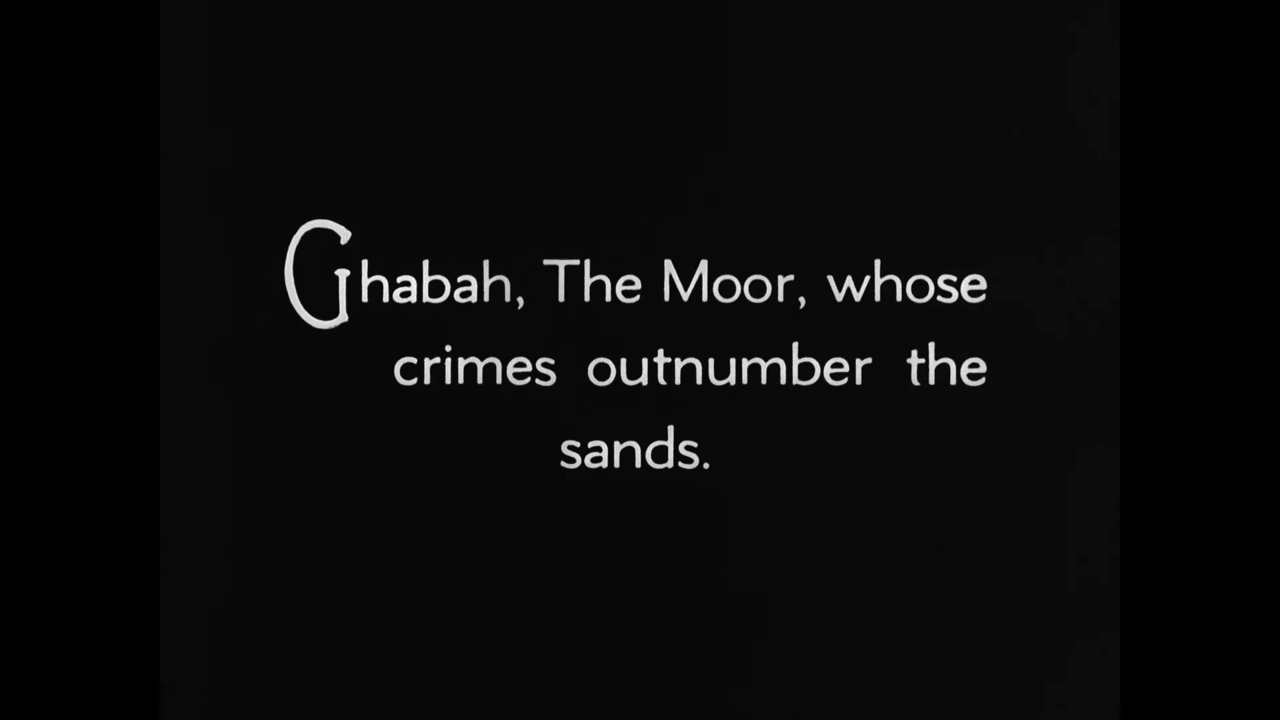 Ghabah, The Moor, whose
crimes outnumber the
sands.